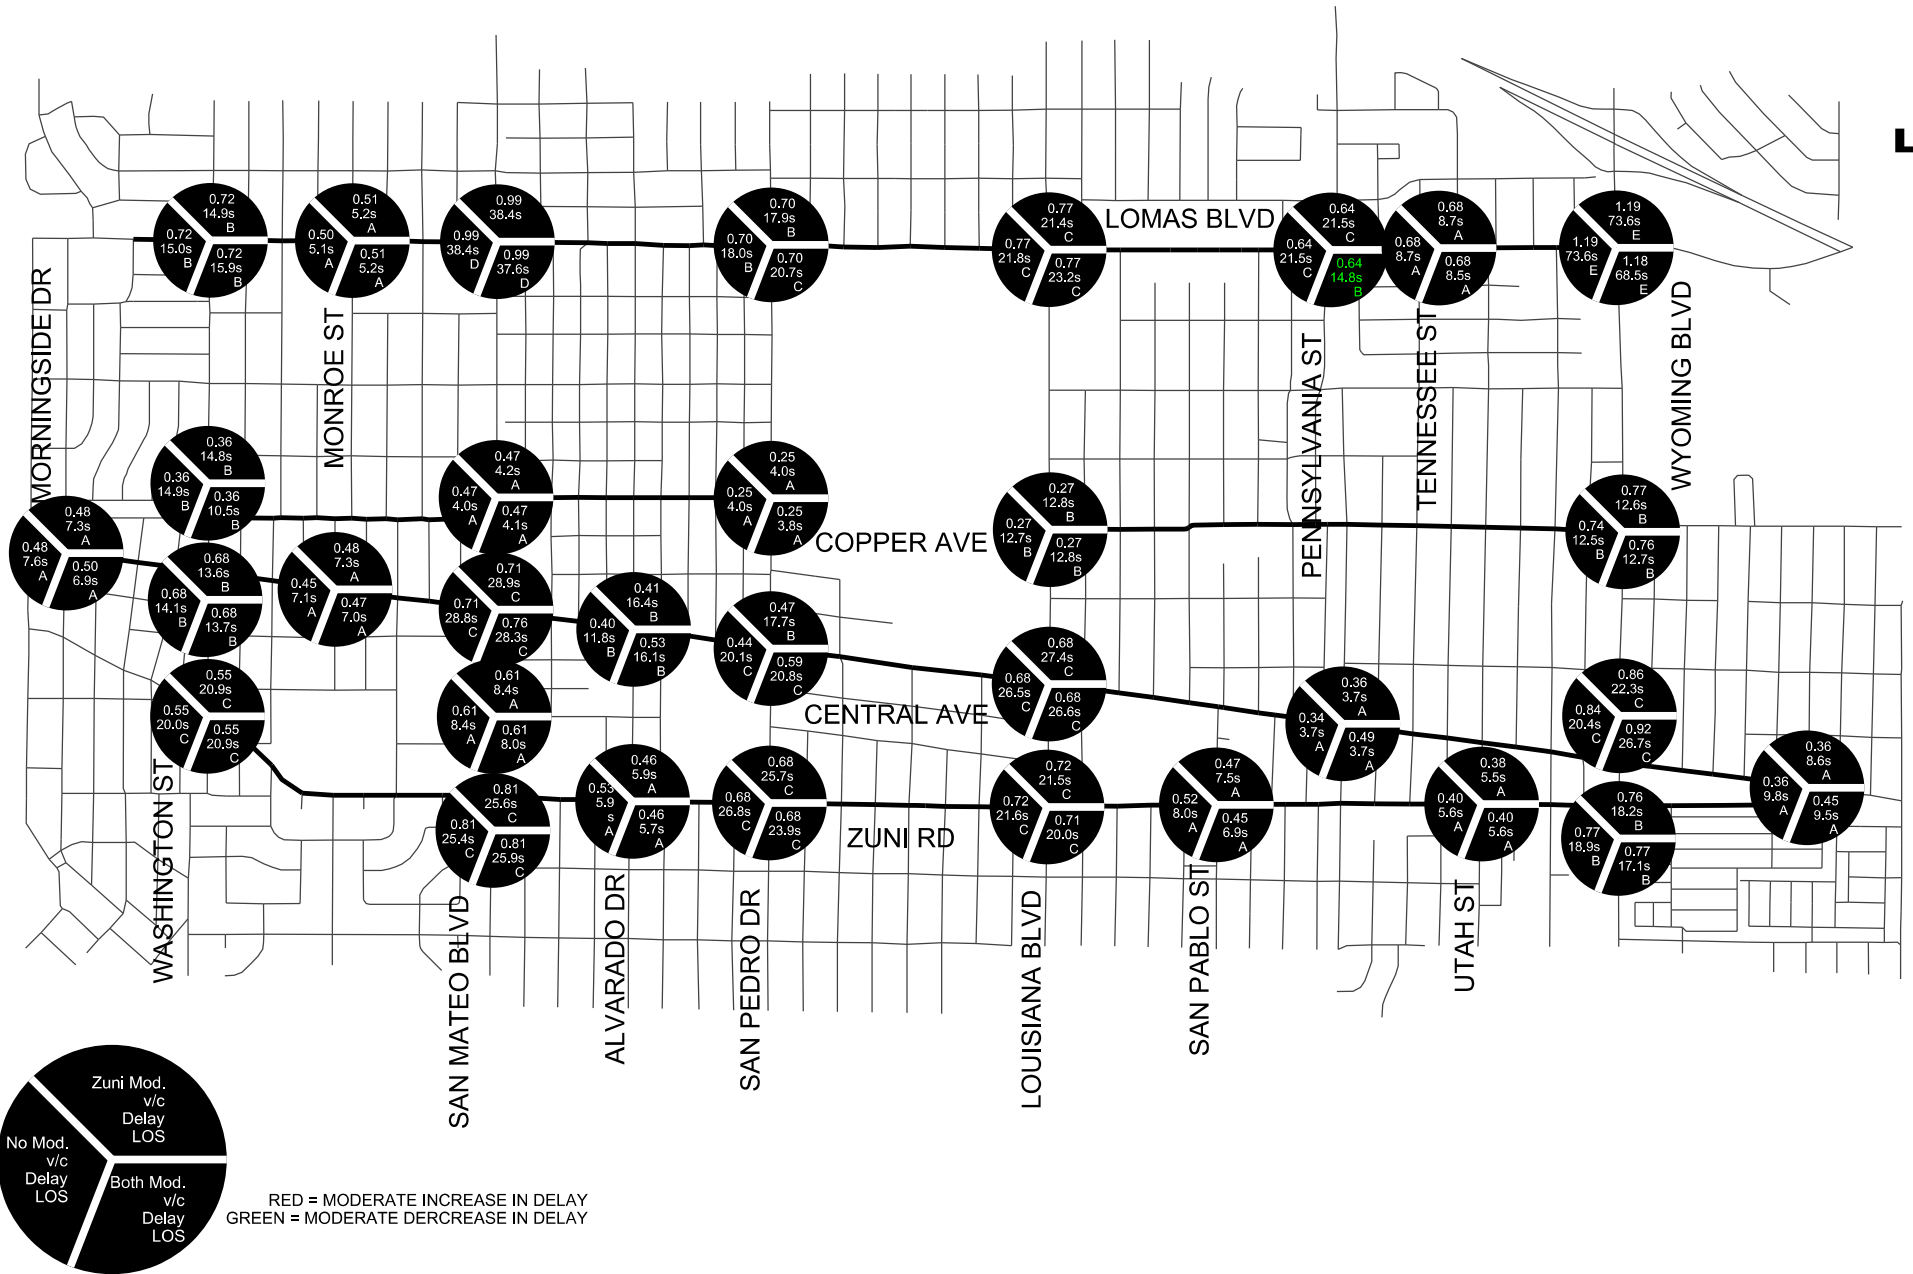 L
0.72
14.9s
B
0.72
15.0s
B
0.72
15.9s
B
0.51
5.2s
A
0.50
5.1s
A
0.51
5.2s
A
0.99
38.4s
0.99
38.4s
D
0.99
37.6s
D
0.70
17.9s
B
0.70
18.0s
B
0.70
20.7s
C
0.77
21.4s
C
0.77
21.8s
C
0.77
23.2s
C
LOMAS BLVD
0.64
21.5s
C
0.64
21.5s
C
0.64
14.8s
B
0.68
8.7s
A
0.68
8.7s
A
0.68
8.5s
A
1.19
73.6s
E
1.19
73.6s
E
1.18
68.5s
E
MORNINGSIDE DR
MONROE ST
PENNSYLVANIA ST
TENNESSEE ST
WYOMING BLVD
0.36
14.8s
B
0.36
14.9s
B
0.36
10.5s
B
0.47
4.2s
A
0.47
4.0s
A
0.47
4.1s
A
0.25
4.0s
A
0.25
4.0s
A
0.25
3.8s
A
COPPER AVE
0.27
12.8s
B
0.27
12.7s
B
0.27
12.8s
B
0.77
12.6s
B
0.74
12.5s
B
0.76
12.7s
B
0.48
7.3s
A
0.48
7.6s
A
0.50
6.9s
A
0.68
13.6s
B
0.68
14.1s
B
0.68
13.7s
B
0.48
7.3s
A
0.45
7.1s
A
0.47
7.0s
A
0.71
28.9s
C
0.71
28.8s
C
0.76
28.3s
C
0.41
16.4s
B
0.40
11.8s
B
0.53
16.1s
B
0.47
17.7s
B
0.44
20.1s
C
0.59
20.8s
C
CENTRAL AVE
0.68
27.4s
C
0.68
26.5s
C
0.68
26.6s
C
0.36
3.7s
A
0.34
3.7s
A
0.49
3.7s
A
0.86
22.3s
C
0.84
20.4s
C
0.92
26.7s
C
0.36
8.6s
A
0.36
9.8s
A
0.45
9.5s
A
0.55
20.9s
C
0.55
20.0s
C
0.55
20.9s
C
0.61
8.4s
A
0.61
8.4s
A
0.61
8.0s
A
0.81
25.6s
C
0.81
25.4s
C
0.81
25.9s
C
0.46
5.9s
A
0.53
5.9
s
A
0.46
5.7s
A
0.68
25.7s
C
0.68
26.8s
C
0.68
23.9s
C
ZUNI RD
0.72
21.5s
C
0.72
21.6s
C
0.71
20.0s
C
0.47
7.5s
A
0.52
8.0s
A
0.45
6.9s
A
0.38
5.5s
A
0.40
5.6s
A
0.40
5.6s
A
0.76
18.2s
B
0.77
18.9s
B
0.77
17.1s
B
WASHINGTON ST
SAN MATEO BLVD
ALVARADO DR
SAN PEDRO DR
LOUISIANA BLVD
SAN PABLO ST
UTAH ST
Zuni Mod.
v/c
Delay
LOS
No Mod.
v/c
Delay
LOS
Both Mod.
v/c
Delay
LOS
RED = MODERATE INCREASE IN DELAY
GREEN = MODERATE DERCREASE IN DELAY